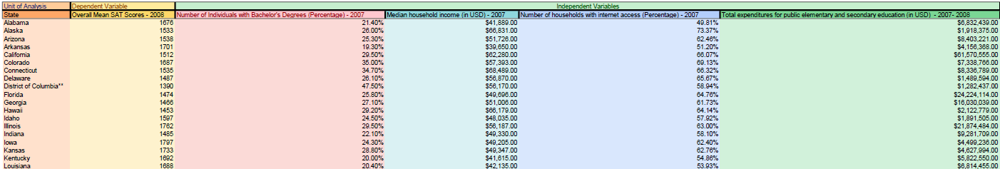 Unit of Analysis Dependent Variable Independent Variables
State Overall Mean SAT Scores - 2008 Number of Individuals with Bachelor's Degrees (Percentage) - 2007 Median household income (in USD) - 2007 Number of households with internet access (Percentage) - 2007 Total expenditures for public elementary and secondary education (in USD) - 2007- 2008
Alabama 1676 21.40% $41,889.00 49.81% $6,832,439.00
Alaska 1533 26.00% $66,831.00 73.37% $1,918,375.00
Arizona 1538 25.30% $51,726.00 62.46% $8,403,221.00
Arkansas 1701 19.30% $39,650.00 51.20% $4,156,368.00
California 1512 29.50% $62,280.00 66.07% $61,570,555.00
Colorado 1687 35.00% $57,393.00 69.13% $7,338,766.00
Connecticut 1535 34.70% $68,489.00 66.32% $8,336,789.00
Delaware 1487 26.10% $56,870.00 65.67% $1,489,594.00
District of Columbia** 1390 47.50% $56,170.00 58.94% $1,282,437.00
Florida 1474 25.80% $49,696.00 64.76% $24,224,114.00
Georgia 1466 27.10% $51,006.00 61.73% $16,030,039.00
Hawaii 1453 29.20% $66,179.00 64.14% $2,122,779.00
Idaho 1597 24.50% $48,035.00 57.92% $1,891,505.00
Illinois 1762 29.50% $56,187.00 63.00% $21,874,484.00
Indiana 1485 22.10% $49,330.00 58.10% $9,281,709.00
Iowa 1797 24.30% $49,205.00 62.40% $4,499,236.00
Kansas 1733 28.80% $49,347.00 62.76% $4,627,994.00
Kentucky 1692 20.00% $41,615.00 54.86% $5,822,550.00
Louisiana 1688 20.40% $42,135.00 53.93% $6,814,455.00